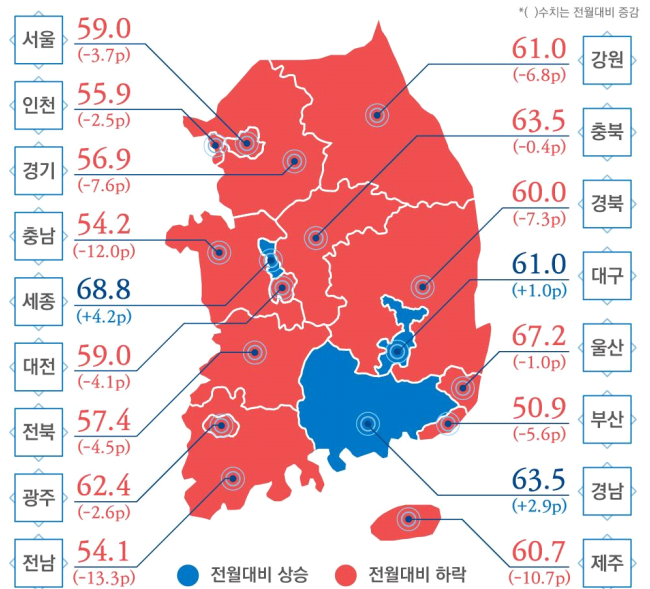 *( )수치는 전월대비 증감
서울
59.0
(-3.7p)
인천
55.9
(-2.5p)
경기
56.9
(-7.6p)
충남
54.2
(-12.0p)
세종
68.8
(+4.2p)
대전
59.0
(-4.1p)
전북
57.4
(-4.5p)
광주
62.4
(-2.6p)
전남
54.1
(-13.3p)
61.0
(-6.8p)
강원
63.5
(-0.4p)
충북
60.0
(-7.3p)
경북
61.0
(+1.0p)
대구
67.2
(-1.0p)
울산
50.9
(-5.6p)
부산
63.5
(+2.9p)
경남
60.7
(-10.7p)
제주
전월대비 상승
전월대비 하락